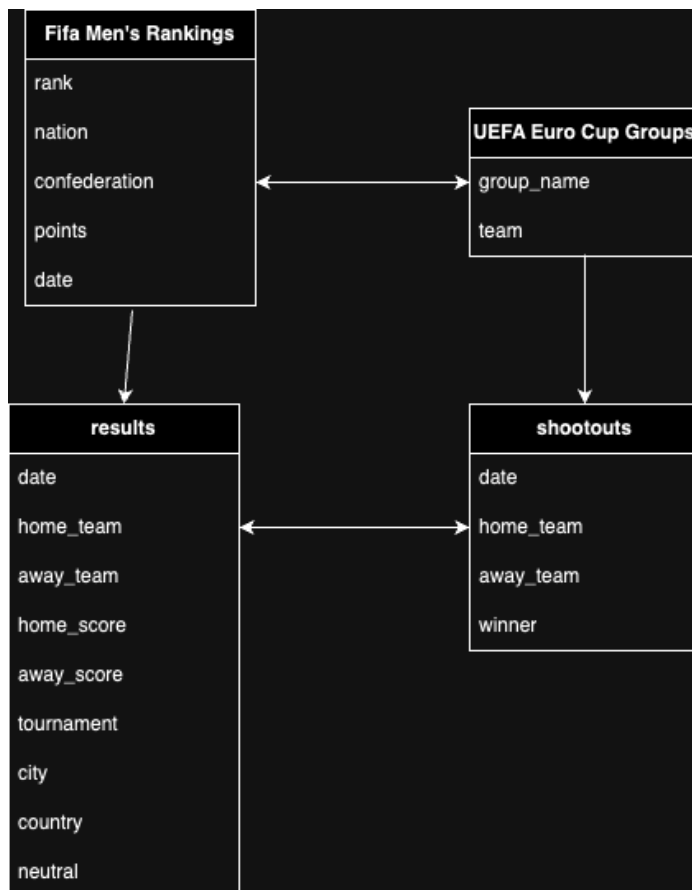 Fifa Men's Rankings
rank
nation
confederation
points
date
UEFA Euro Cup Groups
group_name
team
results
date
home_team
away_team
home_score
away_score
tournament
city
country
neutral
shootouts
date
home_team
away_team
winner